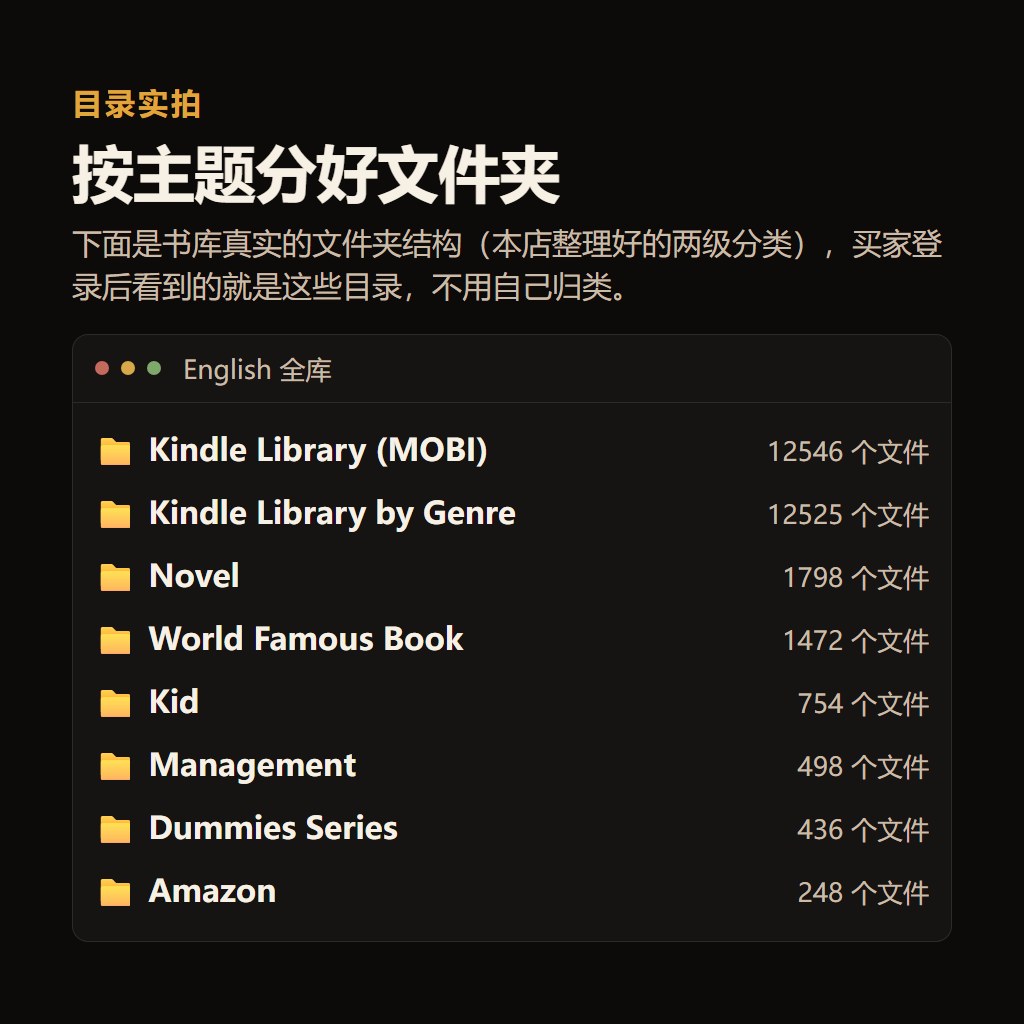 目录实拍
按主题分好文件夹
下面是书库真实的文件夹结构（本店整理好的两级分类），买家登
录后看到的就是这些目录，不用自己归类。
English 全库
Kindle Library (MOBI) 12546 个文件
Kindle Library by Genre 12525 个文件
Novel 1798 个文件
World Famous Book 1472 个文件
Kid 754 个文件
Management 498 个文件
Dummies Series 436 个文件
Amazon 248 个文件